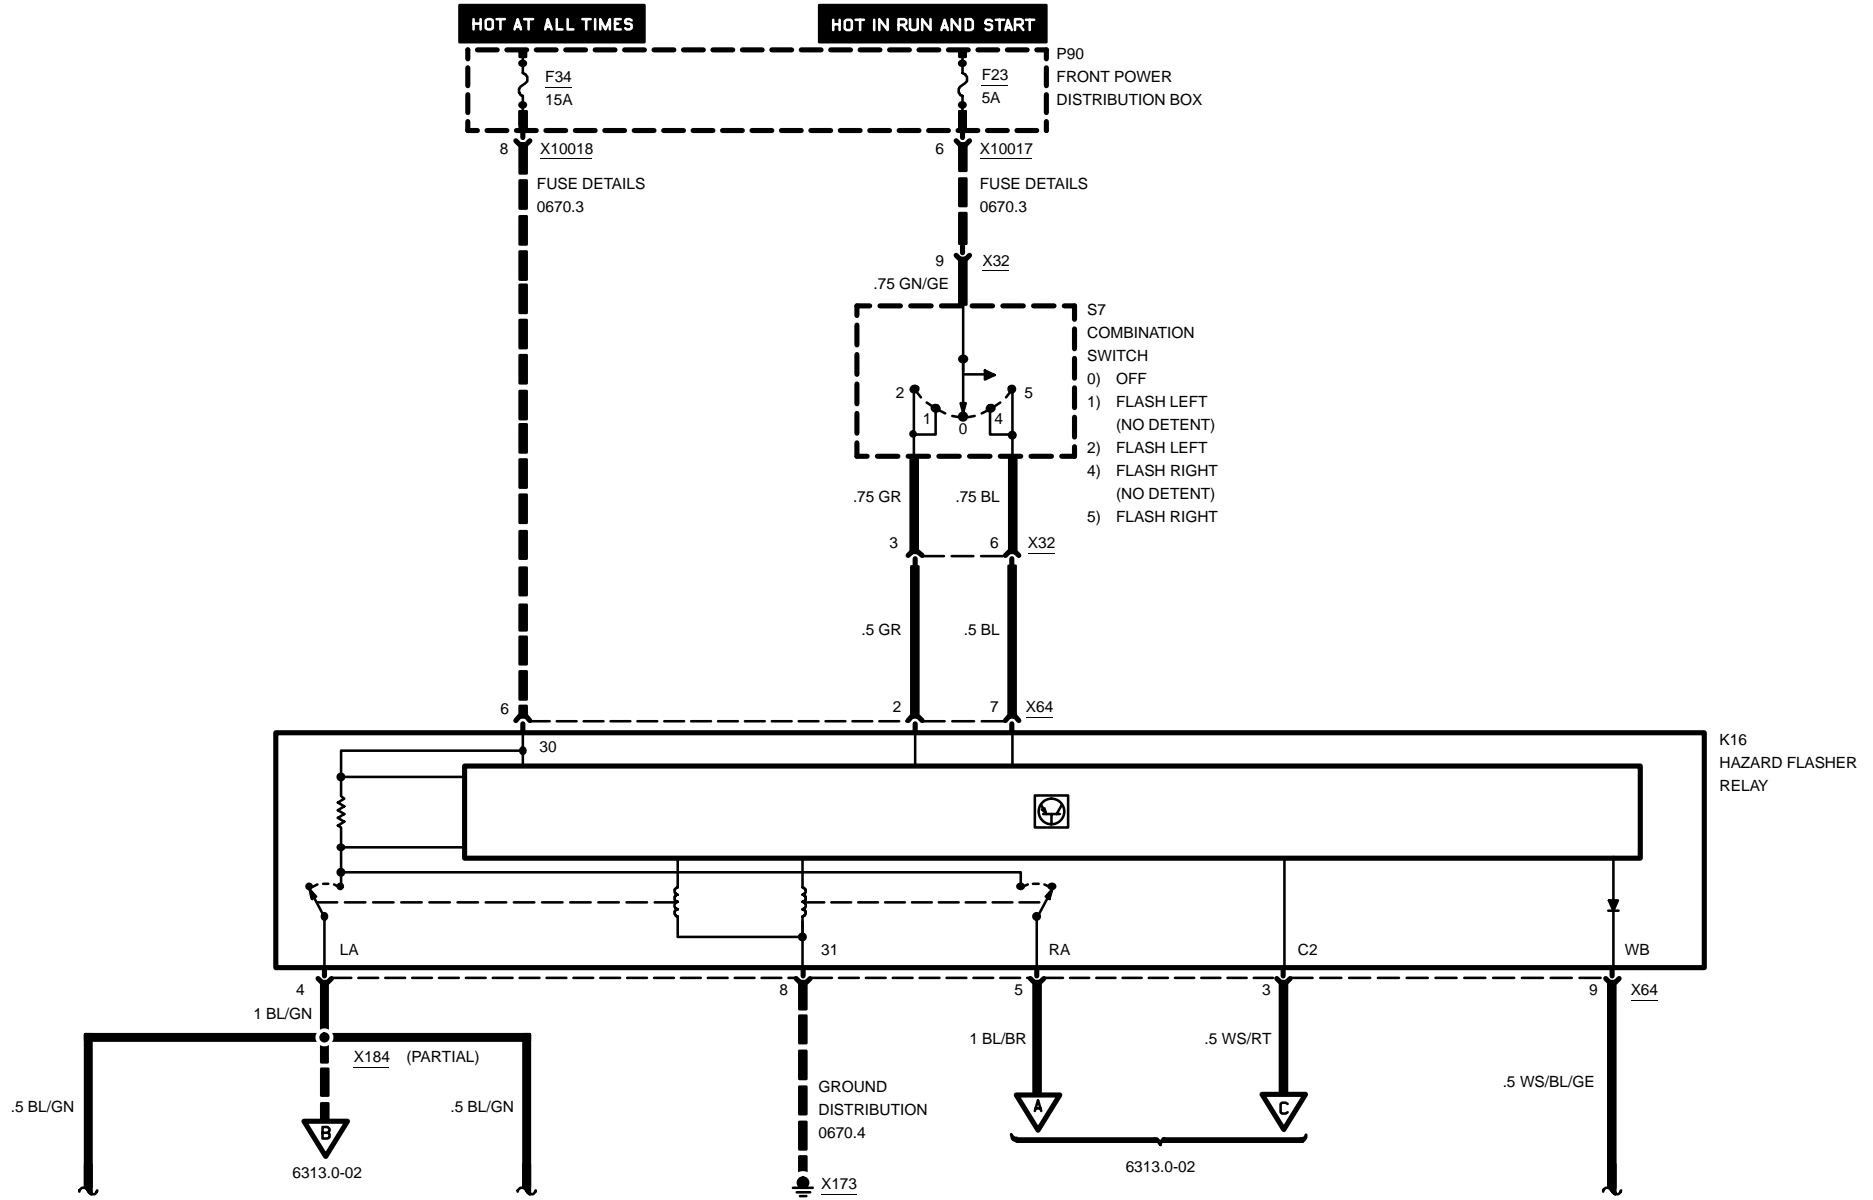 HOT AT ALL TIMES
HOT IN RUN AND START
P90
FRONT POWER
DISTRIBUTION BOX
F34
15A
F23
5A
8
X10018
6
X10017
FUSE DETAILS
0670.3
FUSE DETAILS
0670.3
9
X32
.75 GN/GE
S7
COMBINATION
SWITCH
0) OFF
1) FLASH LEFT
(NO DETENT)
2) FLASH LEFT
4) FLASH RIGHT
(NO DETENT)
5) FLASH RIGHT
2
1
0
4
5
.75 GR
.75 BL
3
6
X32
.5 GR
.5 BL
6
2
7
X64
30
K16
HAZARD FLASHER
RELAY
LA
31
RA
C2
WB
4
8
5
3
9
X64
1 BL/GN
X184 (PARTIAL)
1 BL/BR
.5 WS/RT
.5 WS/BL/GE
.5 BL/GN
.5 BL/GN
GROUND
DISTRIBUTION
0670.4
A
C
B
6313.0-02
6313.0-02
X173